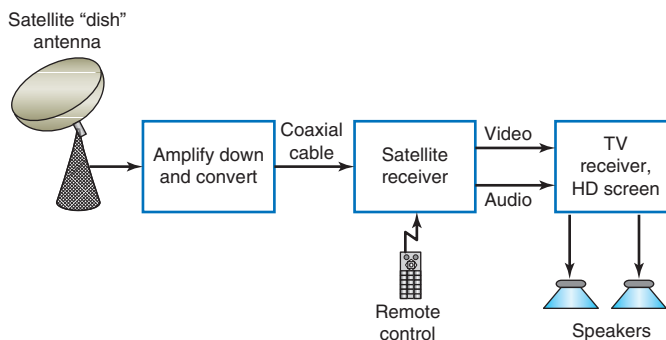 Satellite “dish”
antenna
Amplify down
and convert
Coaxial
cable
Satellite
receiver
Video
Audio
TV
receiver,
HD screen
Remote
control
Speakers